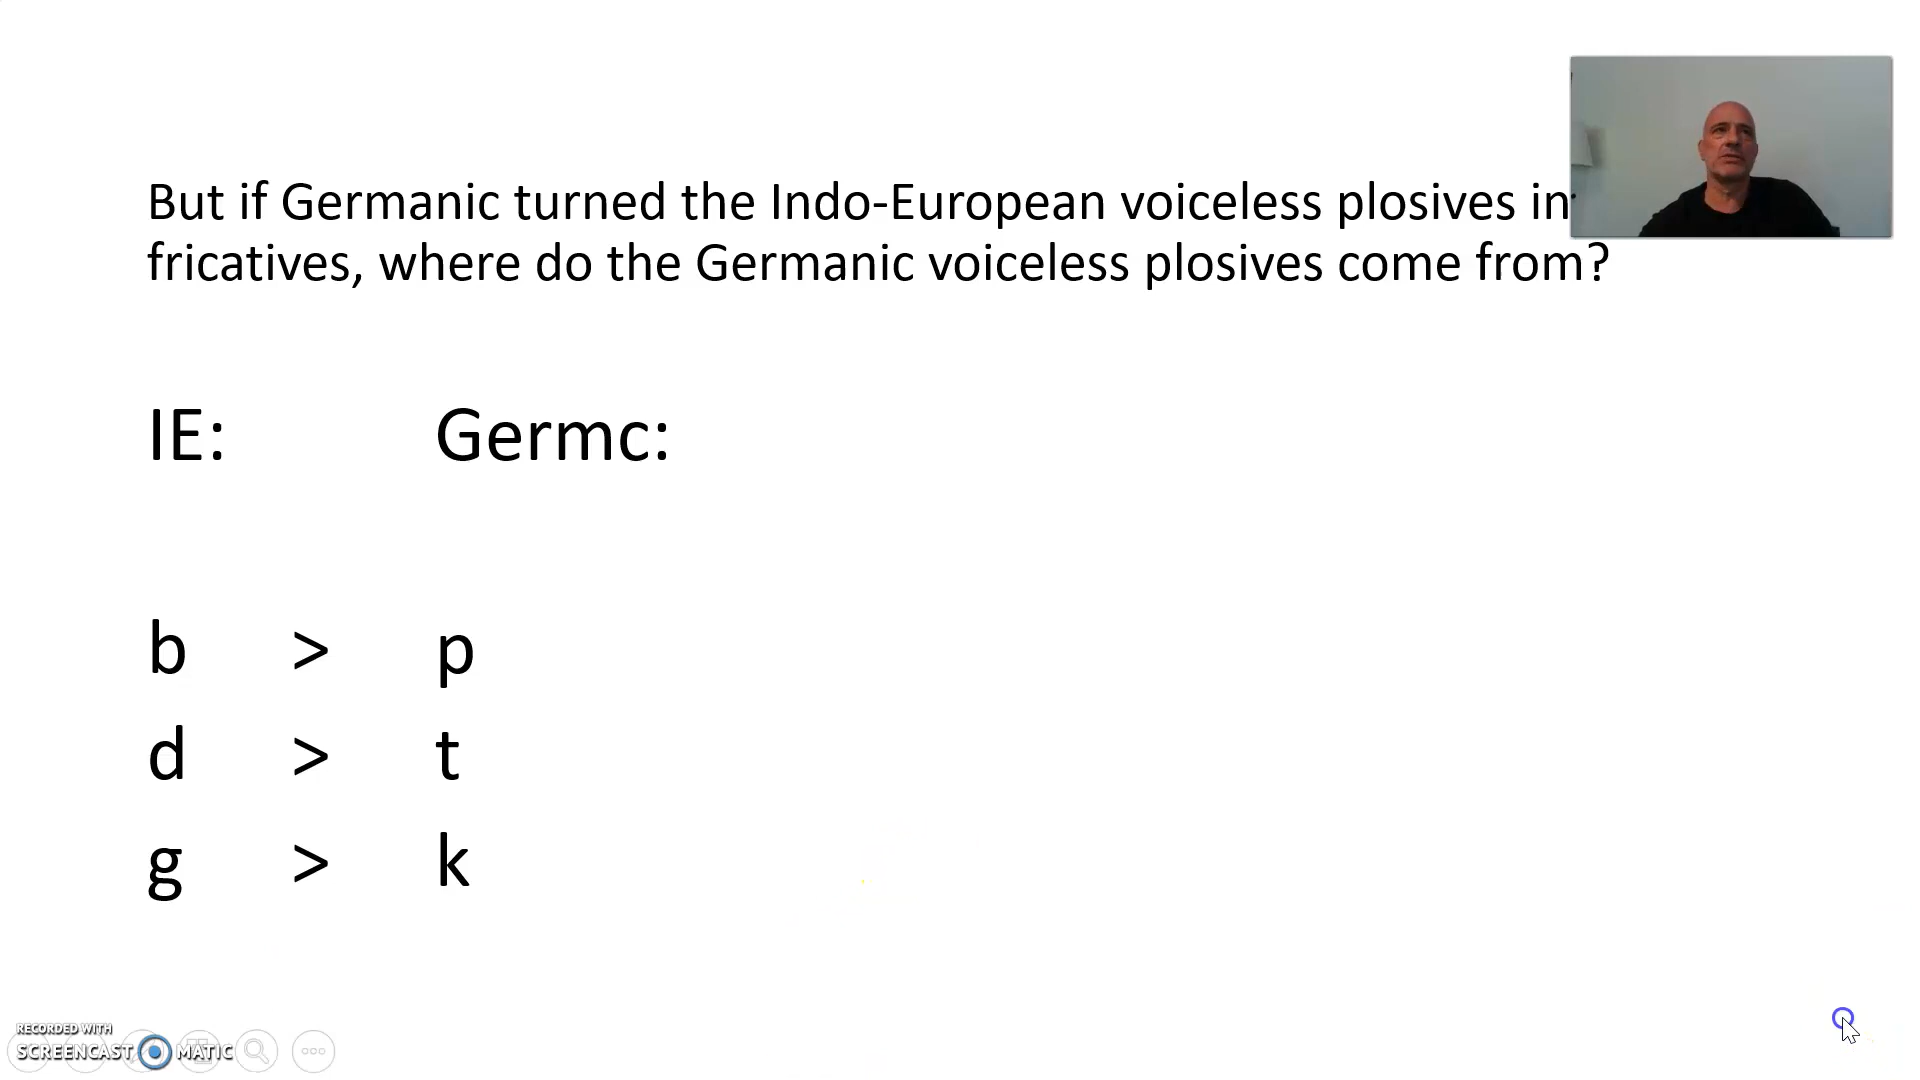 But if Germanic turned the Indo-European voiceless plosives in
fricatives, where do the Germanic voiceless plosives come from?
IE: Germc:
b > p
d > t
g > k
RECORDED WITH
SCREENCAST MATIC